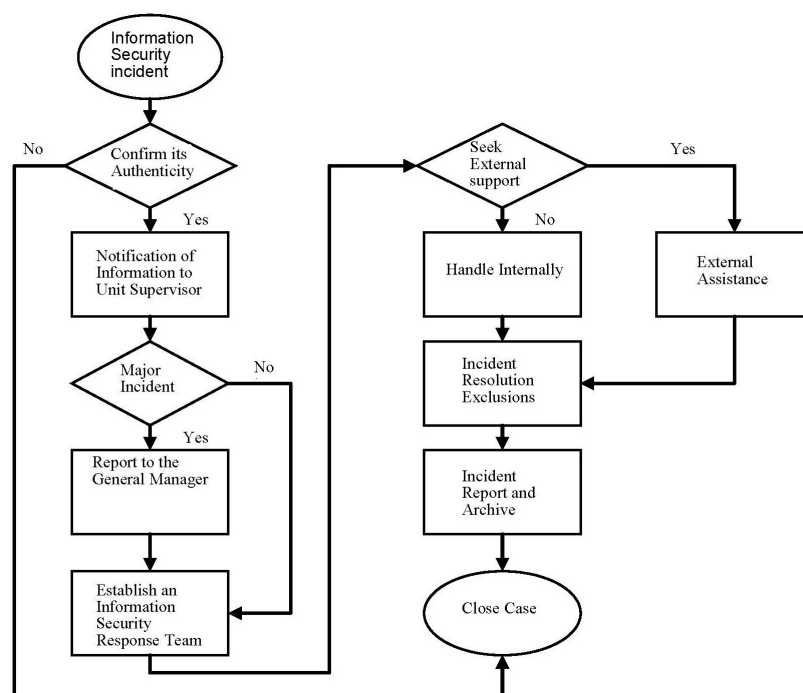 Information
Security
incident
No
Confirm its
Authenticity
Yes
Notification of
Information to
Unit Supervisor
Major
Incident
No
Yes
Report to the
General Manager
Establish an
Information
Security
Response Team
Seek
External
support
Yes
No
Handle Internally
External
Assistance
Incident
Resolution
Exclusions
Incident
Report and
Archive
Close Case